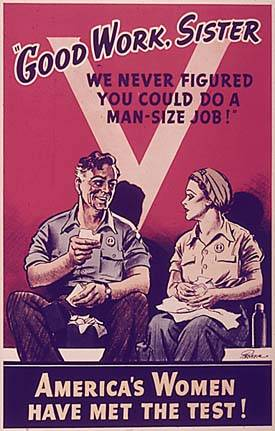 "GOOD WORK, SISTER
WE NEVER FIGURED
YOU COULD DO A
MAN-SIZE JOB!"
AMERICA'S WOMEN
HAVE MET THE TEST!